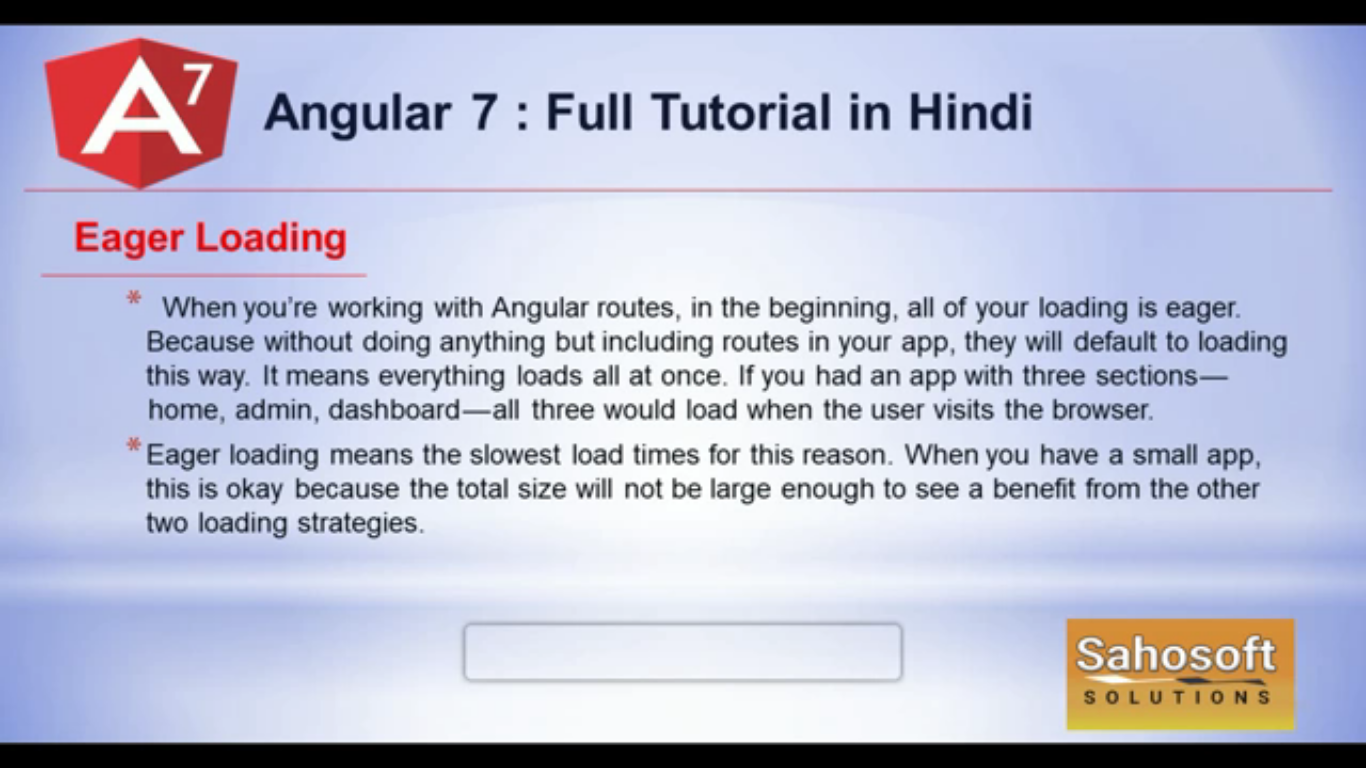 A7
Angular 7 : Full Tutorial in Hindi
Eager Loading
* When you're working with Angular routes, in the beginning, all of your loading is eager.
Because without doing anything but including routes in your app, they will default to loading
this way. It means everything loads all at once. If you had an app with three sections—
home, admin, dashboard—all three would load when the user visits the browser.
* Eager loading means the slowest load times for this reason. When you have a small app,
this is okay because the total size will not be large enough to see a benefit from the other
two loading strategies.
Sahosoft
SOLUTIONS